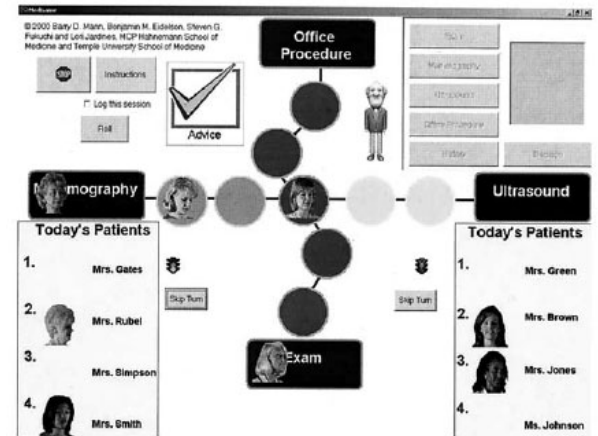 ©2000 Barry D. Mann, Benjamin M. Eidelson, Steven G.
Fukuchi and Lori Jardines, MCP Hahnemann School of
Medicine and Temple University School of Medicine
STOP
Instructions
Log this session
Roll
Advice
Office
Procedure
Exam
Mammography
Ultrasound
Office Procedure
Ultrasound
Today's Patients
1. Mrs. Gates
2. Mrs. Rubel
3. Mrs. Simpson
4. Mrs. Smith
Skip Turn
Skip Turn
Exam
Today's Patients
1. Mrs. Green
2. Mrs. Brown
3. Mrs. Jones
4. Ms. Johnson